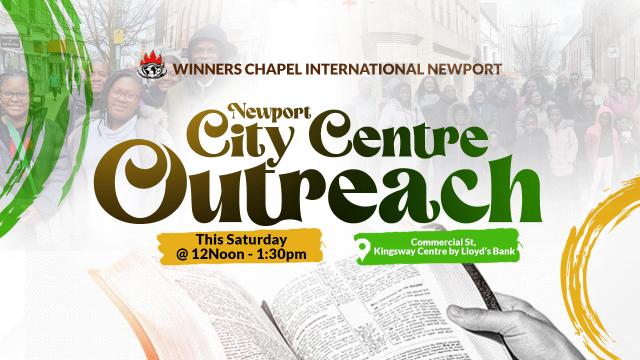 WINNERS CHAPEL INTERNATIONAL NEWPORT
Newport
City Centre
Outreach
This Saturday
@ 12Noon - 1:30pm
Commercial St,
Kingsway Centre by Lloyd's Bank